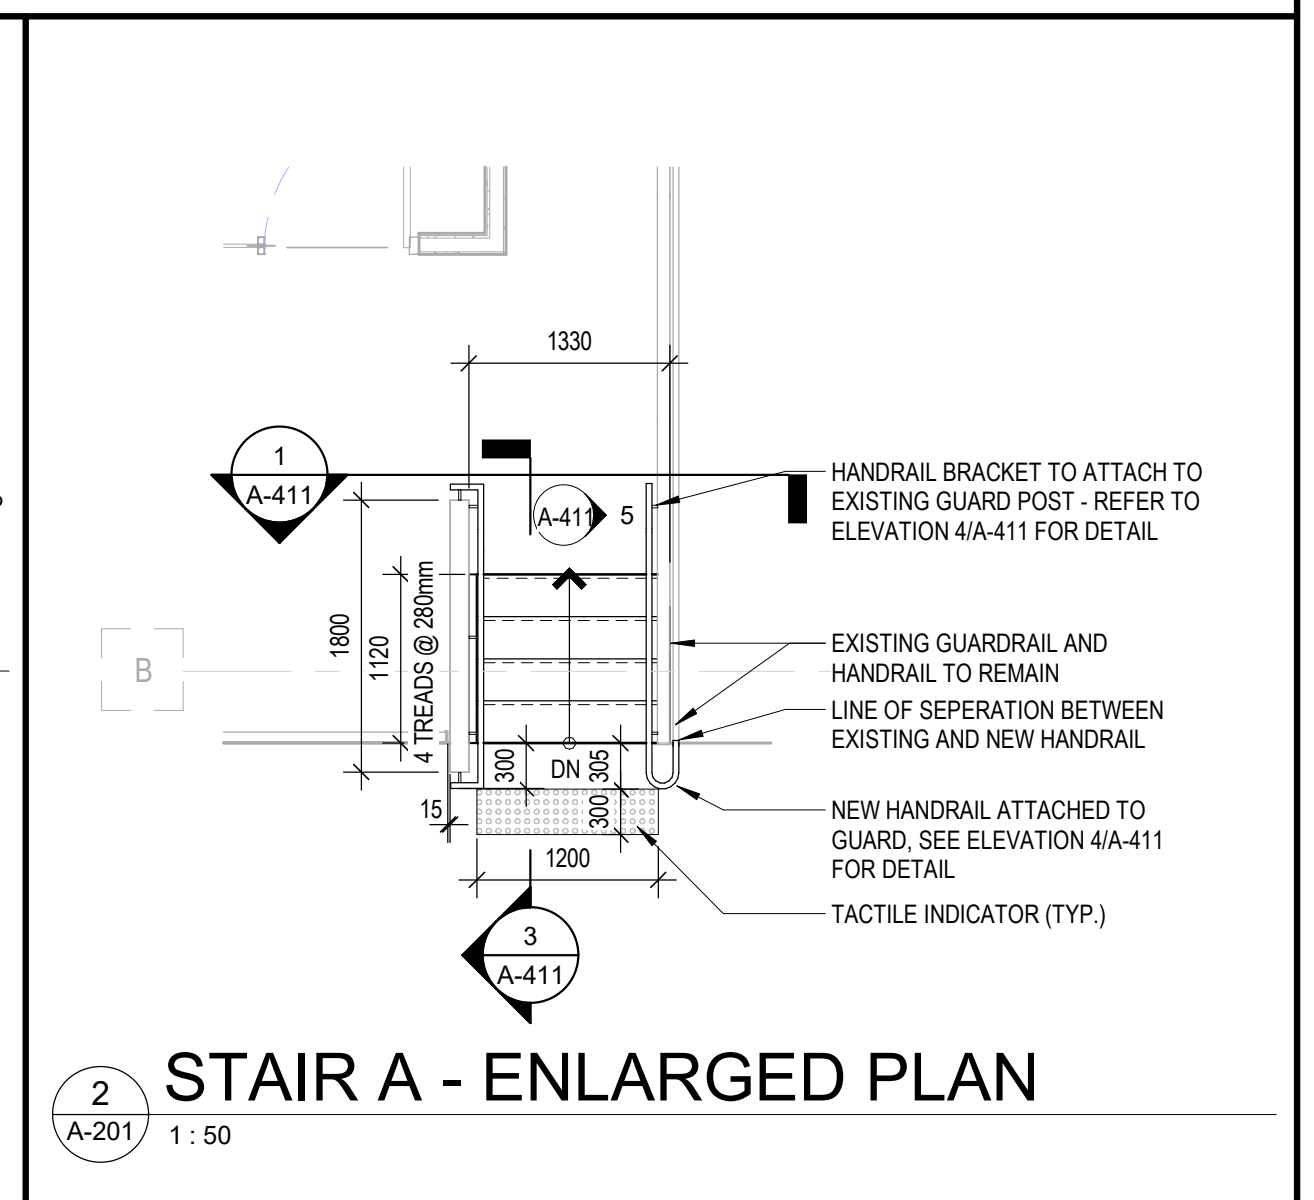 1330
1
A-411
A-411
5
HANDRAIL BRACKET TO ATTACH TO
EXISTING GUARD POST - REFER TO
ELEVATION 4/A-411 FOR DETAIL
1800
1120
4 TREADS @ 280mm
B
EXISTING GUARDRAIL AND
HANDRAIL TO REMAIN
LINE OF SEPERATION BETWEEN
EXISTING AND NEW HANDRAIL
300
DN
305
15
300
NEW HANDRAIL ATTACHED TO
GUARD, SEE ELEVATION 4/A-411
FOR DETAIL
1200
TACTILE INDICATOR (TYP.)
3
A-411
2
A-201
STAIR A - ENLARGED PLAN
1 : 50